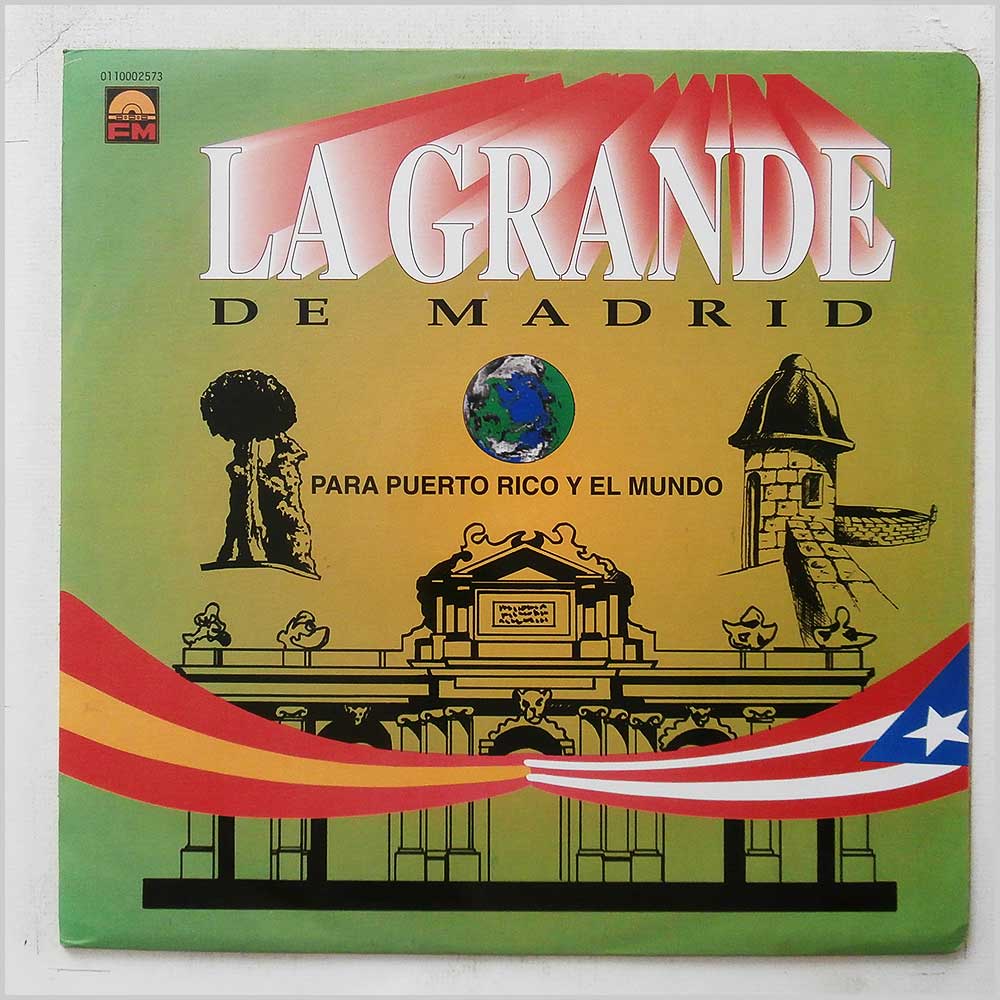 0110002573
FM
LA GRANDE
DE MADRID
PARA PUERTO RICO Y EL MUNDO